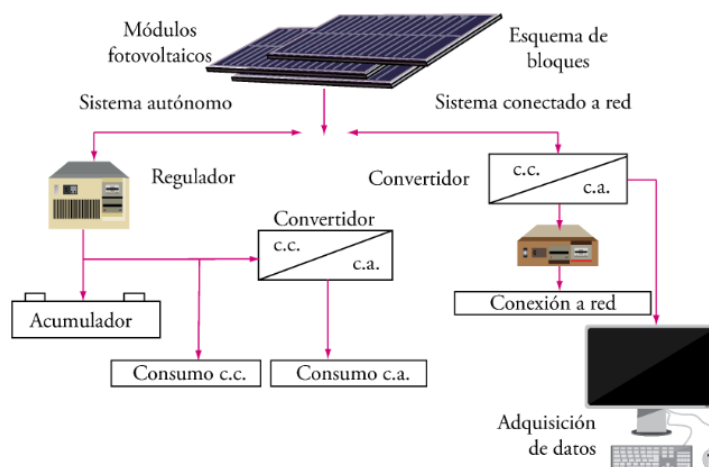 Módulos
fotovoltaicos
Esquema de
bloques
Sistema autónomo
Sistema conectado a red
Regulador
Convertidor
c.c.
c.a.
Convertidor
c.c.
c.a.
Acumulador
Conexión a red
Consumo c.c.
Consumo c.a.
Adquisición
de datos